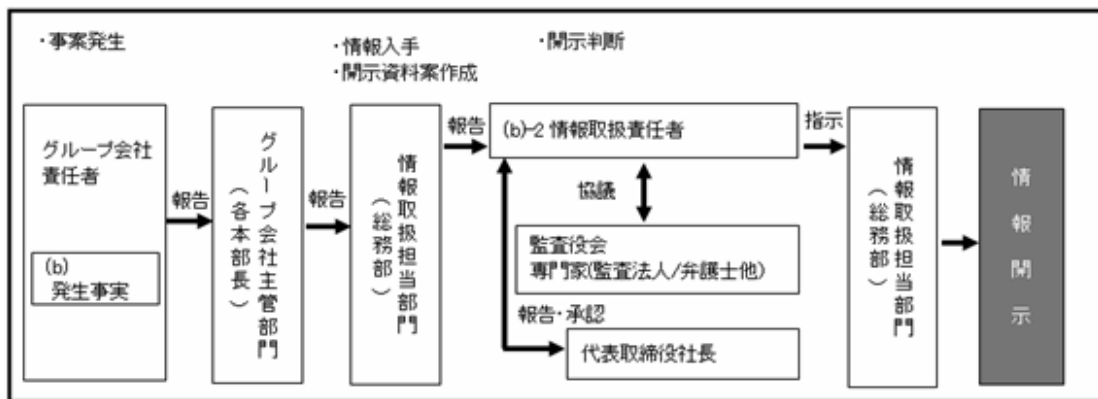 ・事案発生
・情報入手
・開示資料案作成
・開示判断
グループ会社
責任者
(b)
発生事実
報告
グループ会社主管部門
(各本部長)
報告
情報取扱担当部門
(総務部)
報告
(b)-2 情報取扱責任者
協議
監査役会
専門家(監査法人/弁護士他)
報告・承認
代表取締役社長
指示
情報取扱担当部門
(総務部)
情報開示